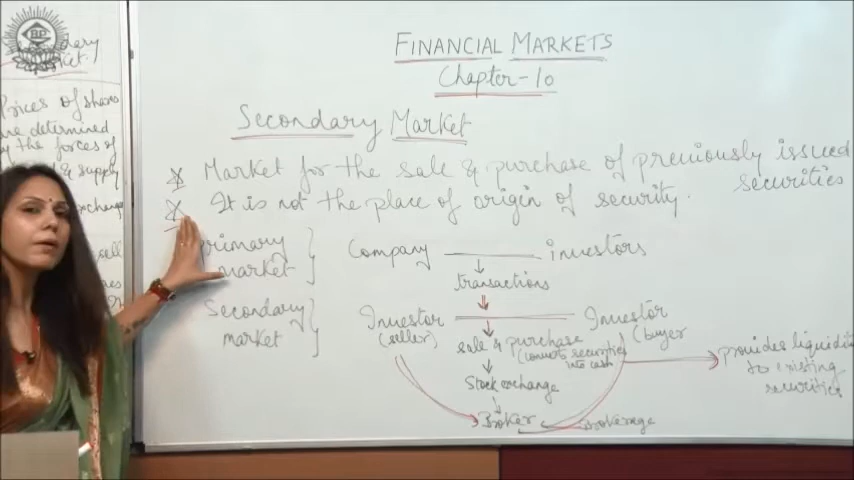 FINANCIAL MARKETS
Chapter-10
Secondary Market
Market for the sale & purchase of previously issued
securities
It is not the place of origin of security.
primary
market
Company
investors
transactions
Secondary
market
Investor
(seller)
Investor
(buyer)
sale & purchase
(converts securities
into cash)
Stock exchange
Broker
Brokerage
provides liquidity
to existing
securities
Prices of shares
are determined
by the forces of
& supply